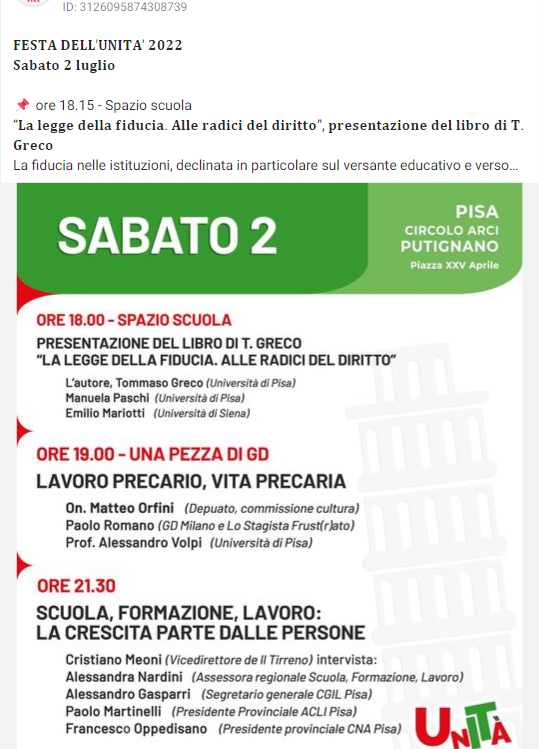 PISA
ID: 3126095874308739
FESTA DELL'UNITA' 2022
Sabato 2 luglio
📌 ore 18.15 - Spazio scuola
“La legge della fiducia. Alle radici del diritto”, presentazione del libro di T.
Greco
La fiducia nelle istituzioni, declinata in particolare sul versante educativo e verso...
SABATO 2
PISA
CIRCOLO ARCI
PUTIGNANO
Piazza XXV Aprile
ORE 18.00 - SPAZIO SCUOLA
PRESENTAZIONE DEL LIBRO DI T. GRECO
“LA LEGGE DELLA FIDUCIA. ALLE RADICI DEL DIRITTO”
L'autore, Tommaso Greco (Università di Pisa)
Manuela Paschi (Università di Pisa)
Emilio Mariotti (Università di Siena)
ORE 19.00 - UNA PEZZA DI GD
LAVORO PRECARIO, VITA PRECARIA
On. Matteo Orfini (Depuato, commissione cultura)
Paolo Romano (GD Milano e Lo Stagista Frust(r)ato)
Prof. Alessandro Volpi (Università di Pisa)
ORE 21.30
SCUOLA, FORMAZIONE, LAVORO:
LA CRESCITA PARTE DALLE PERSONE
Cristiano Meoni (Vicedirettore de Il Tirreno) intervista:
Alessandra Nardini (Assessora regionale Scuola, Formazione, Lavoro)
Alessandro Gasparri (Segretario generale CGIL Pisa)
Paolo Martinelli (Presidente Provinciale ACLI Pisa)
Francesco Oppedisano (Presidente provinciale CNA Pisa)
UNITÀ